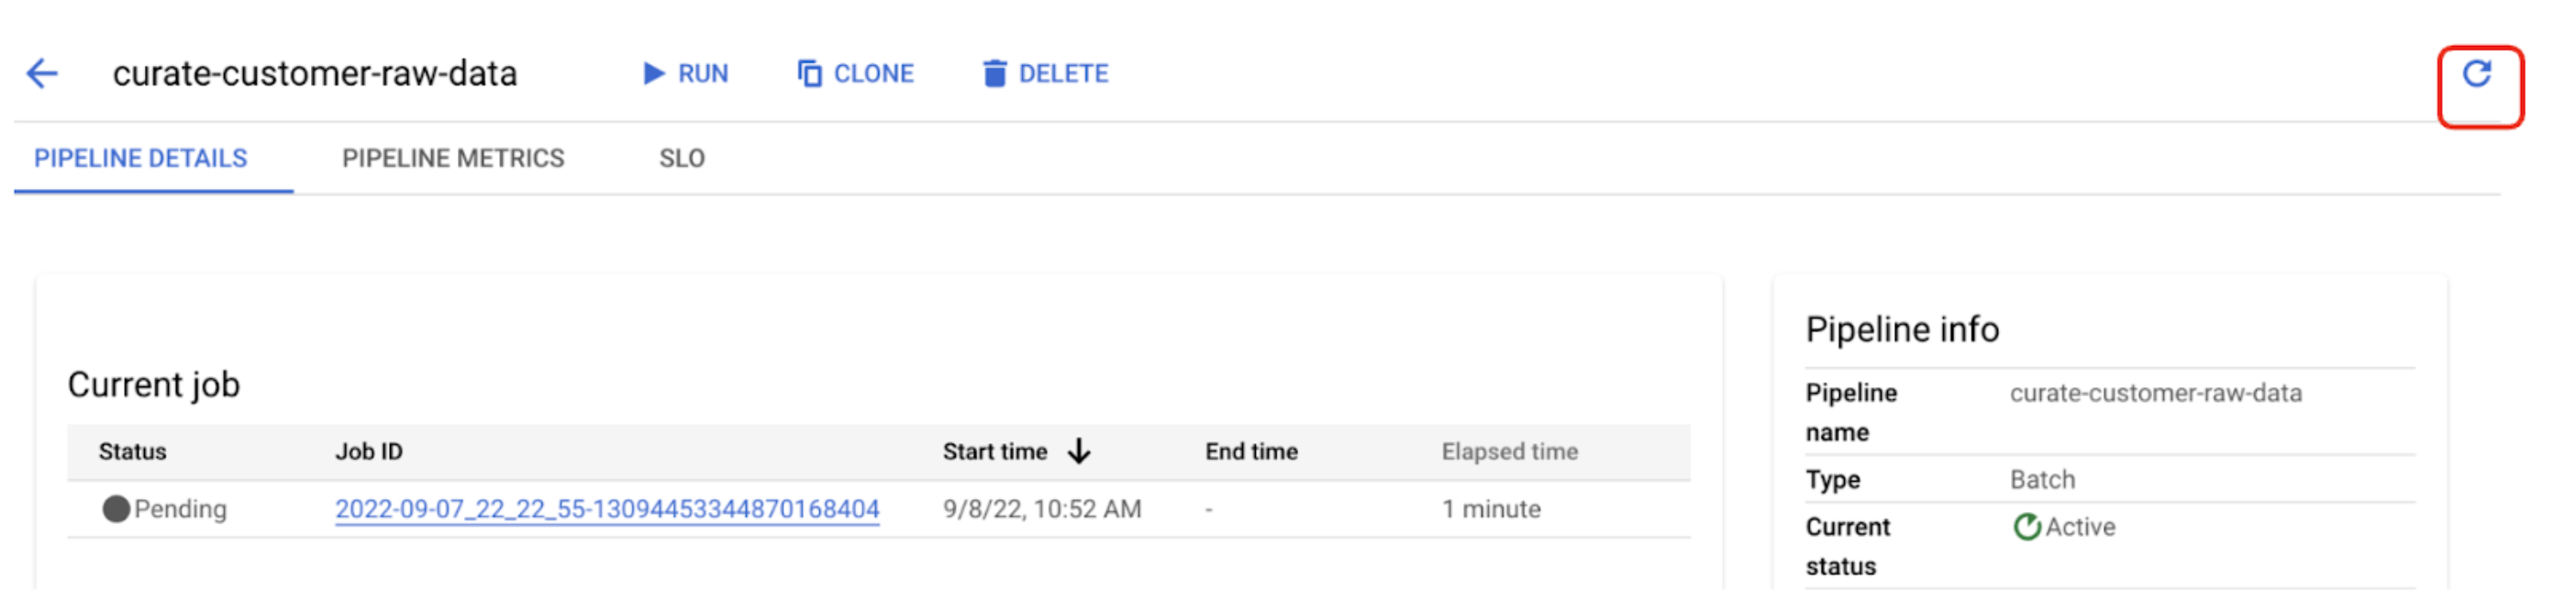 curate-customer-raw-data RUN CLONE DELETE
PIPELINE DETAILS PIPELINE METRICS SLO
Current job
Status Job ID Start time End time Elapsed time
Pending 2022-09-07_22_22_55-13094453344870168404 9/8/22, 10:52 AM - 1 minute
Pipeline info
Pipeline name curate-customer-raw-data
Type Batch
Current status Active